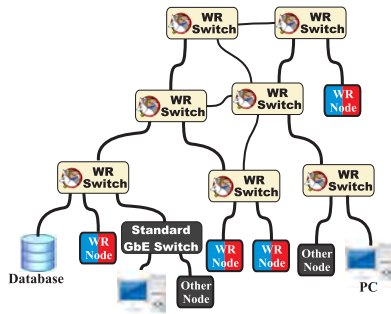 WR
Switch
WR
Switch
WR
Switch
WR
Switch
WR
Node
WR
Switch
WR
Switch
WR
Switch
Standard
GbE Switch
WR
Node
WR
Node
WR
Node
Other
Node
Database
Other
Node
PC